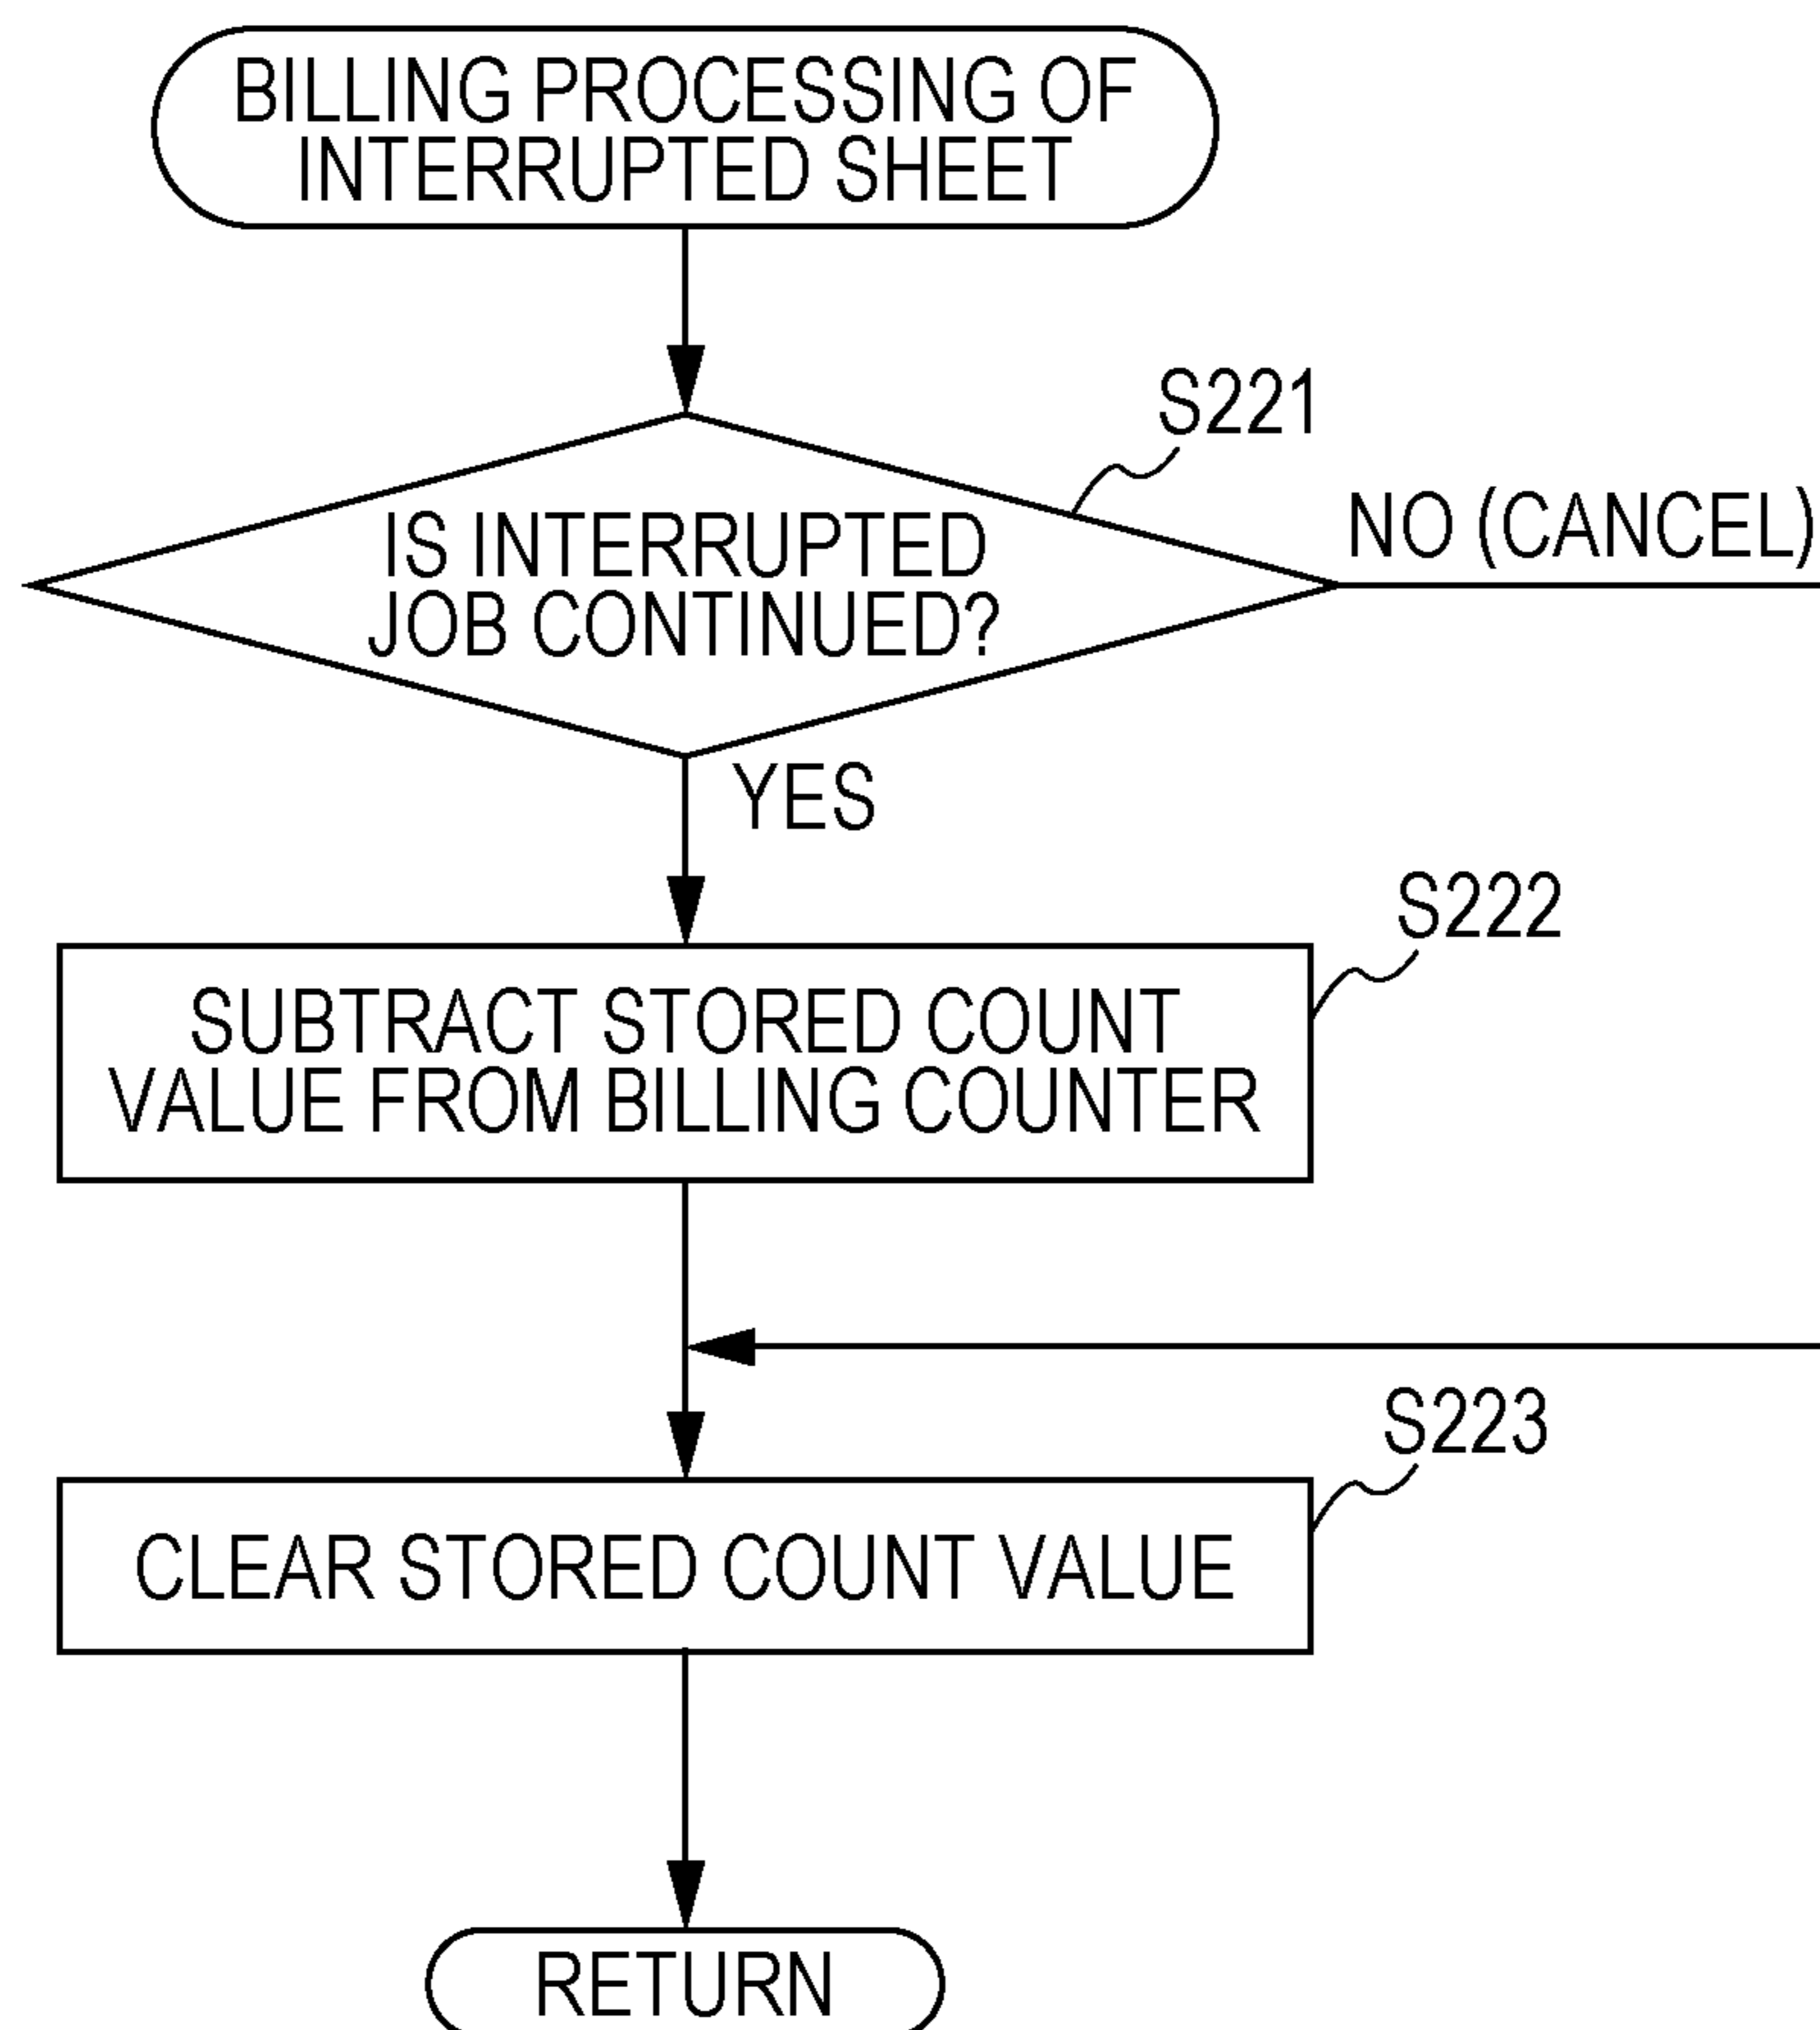 BILLING PROCESSING OF
INTERRUPTED SHEET
S221
NO (CANCEL)
IS INTERRUPTED
JOB CONTINUED?
YES
S222
SUBTRACT STORED COUNT
VALUE FROM BILLING COUNTER
S223
CLEAR STORED COUNT VALUE
RETURN